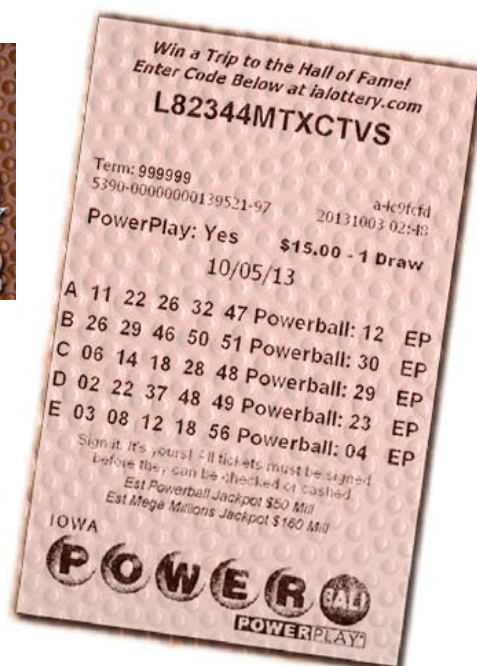 Win a Trip to the Hall of Fame!
Enter Code Below at ialottery.com
L82344MTXCTVS
Term: 999999
5390-00000000139521-97
a4c9fcfd
20131003 02:48
PowerPlay: Yes
$15.00 - 1 Draw
10/05/13
A 11 22 26 32 47 Powerball: 12 EP
B 26 29 46 50 51 Powerball: 30 EP
C 06 14 18 28 48 Powerball: 29 EP
D 02 22 37 48 49 Powerball: 23 EP
E 03 08 12 18 56 Powerball: 04 EP
Sign it. It's yours! All tickets must be signed
before they can be checked or cashed.
Est Powerball Jackpot $50 Mill
Est Mega Millions Jackpot $160 Mill
IOWA
POWERBALL
POWERPLAY